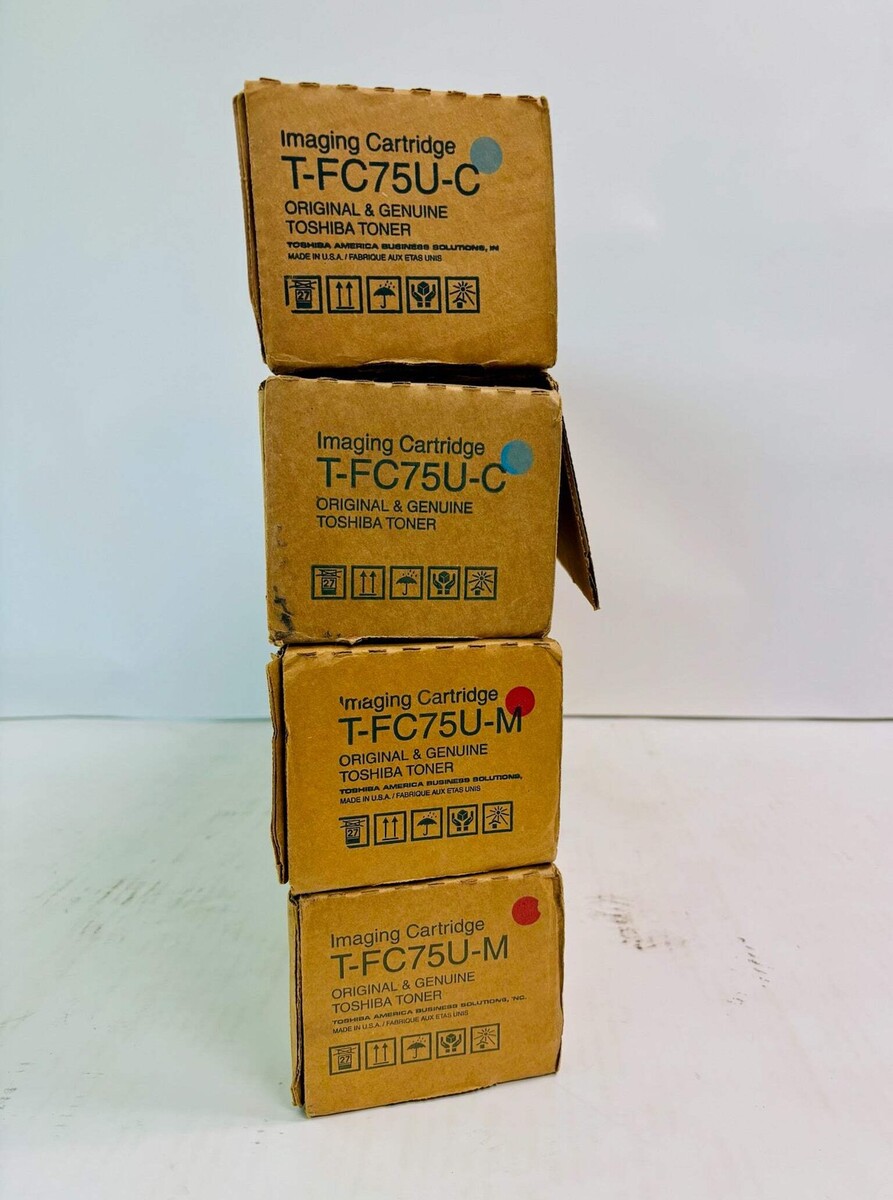 Imaging Cartridge
T-FC75U-C
ORIGINAL & GENUINE
TOSHIBA TONER
TOSHIBA AMERICA BUSINESS SOLUTIONS, IN
MADE IN U.S.A. / FABRIQUE AUX ETAS UNIS
27
Imaging Cartridge
T-FC75U-C
ORIGINAL & GENUINE
TOSHIBA TONER
27
Imaging Cartridge
T-FC75U-M
ORIGINAL & GENUINE
TOSHIBA TONER
TOSHIBA AMERICA BUSINESS SOLUTIONS,
MADE IN U.S.A. / FABRIQUE AUX ETAS UNIS
27
Imaging Cartridge
T-FC75U-M
ORIGINAL & GENUINE
TOSHIBA TONER
TOSHIBA AMERICA BUSINESS SOLUTIONS, INC.
MADE IN U.S.A. / FABRIQUE AUX ETAS UNIS
27